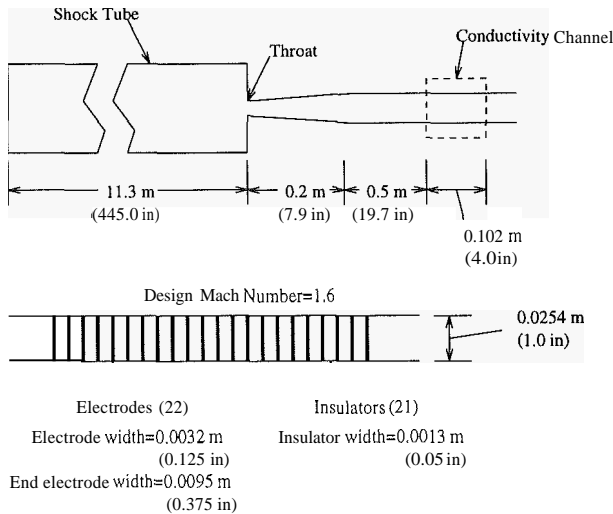 Shock Tube
Conductivity Channel
Throat
11.3 m
(445.0 in)
0.2 m
(7.9 in)
0.5 m
(19.7 in)
0.102 m
(4.0in)
Design Mach Number=1.6
0.0254 m
(1.0 in)
Electrodes (22)
Insulators (21)
Electrode width=0.0032 m
(0.125 in)
Insulator width=0.0013 m
(0.05 in)
End electrode width=0.0095 m
(0.375 in)